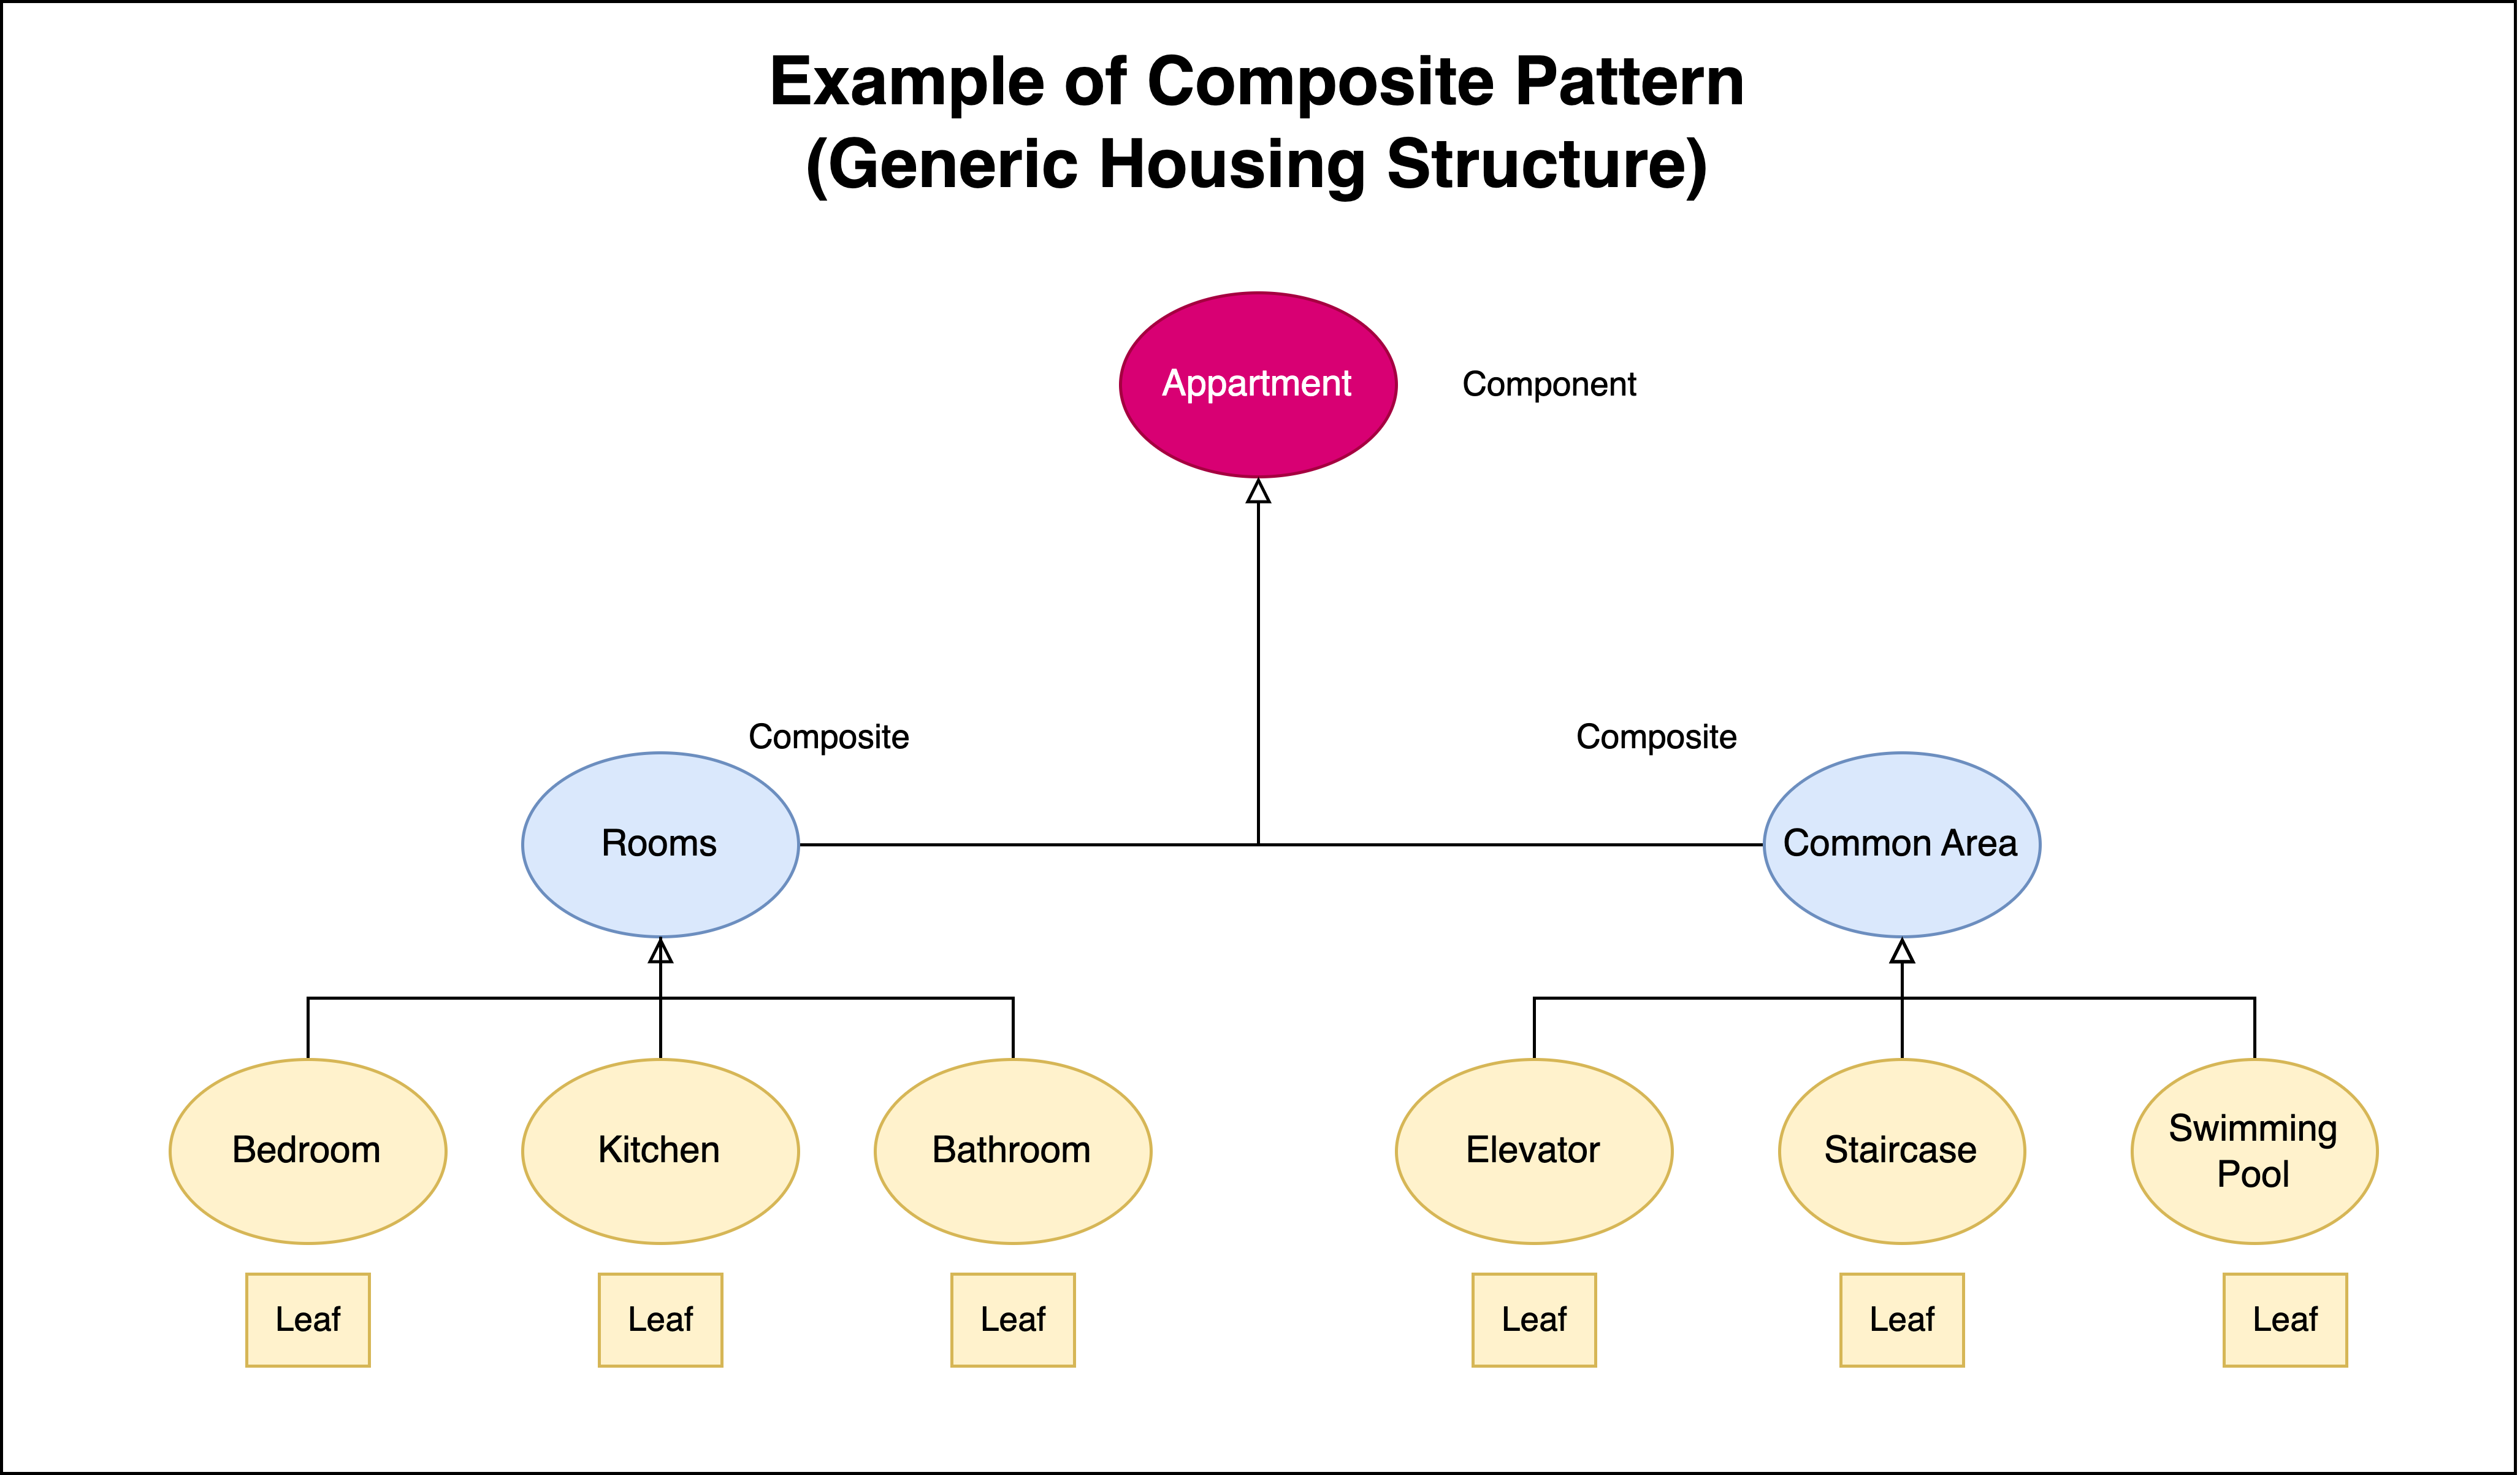 Example of Composite Pattern
(Generic Housing Structure)
Appartment
Component
Composite
Composite
Rooms
Common Area
Bedroom
Kitchen
Bathroom
Elevator
Staircase
Swimming
Pool
Leaf
Leaf
Leaf
Leaf
Leaf
Leaf